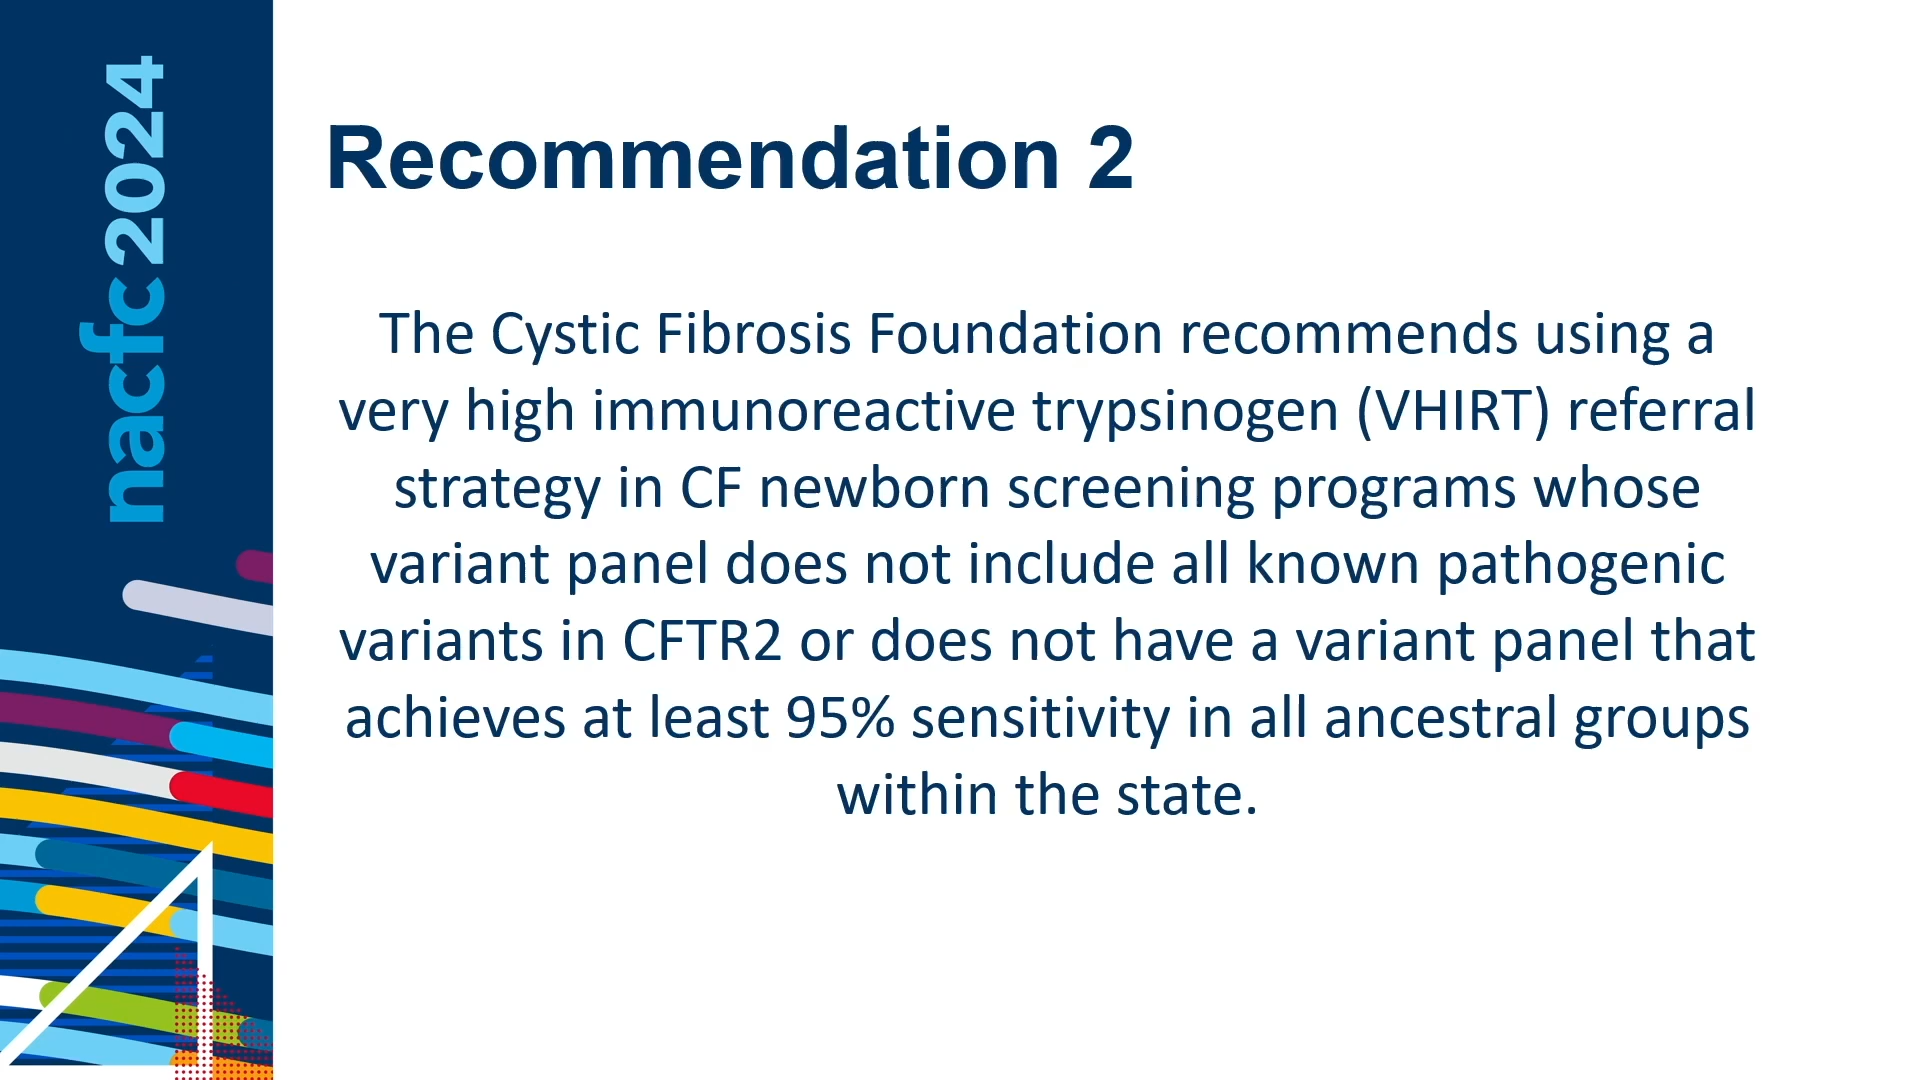 nacfc 2024
Recommendation 2
The Cystic Fibrosis Foundation recommends using a
very high immunoreactive trypsinogen (VHIRT) referral
strategy in CF newborn screening programs whose
variant panel does not include all known pathogenic
variants in CFTR2 or does not have a variant panel that
achieves at least 95% sensitivity in all ancestral groups
within the state.